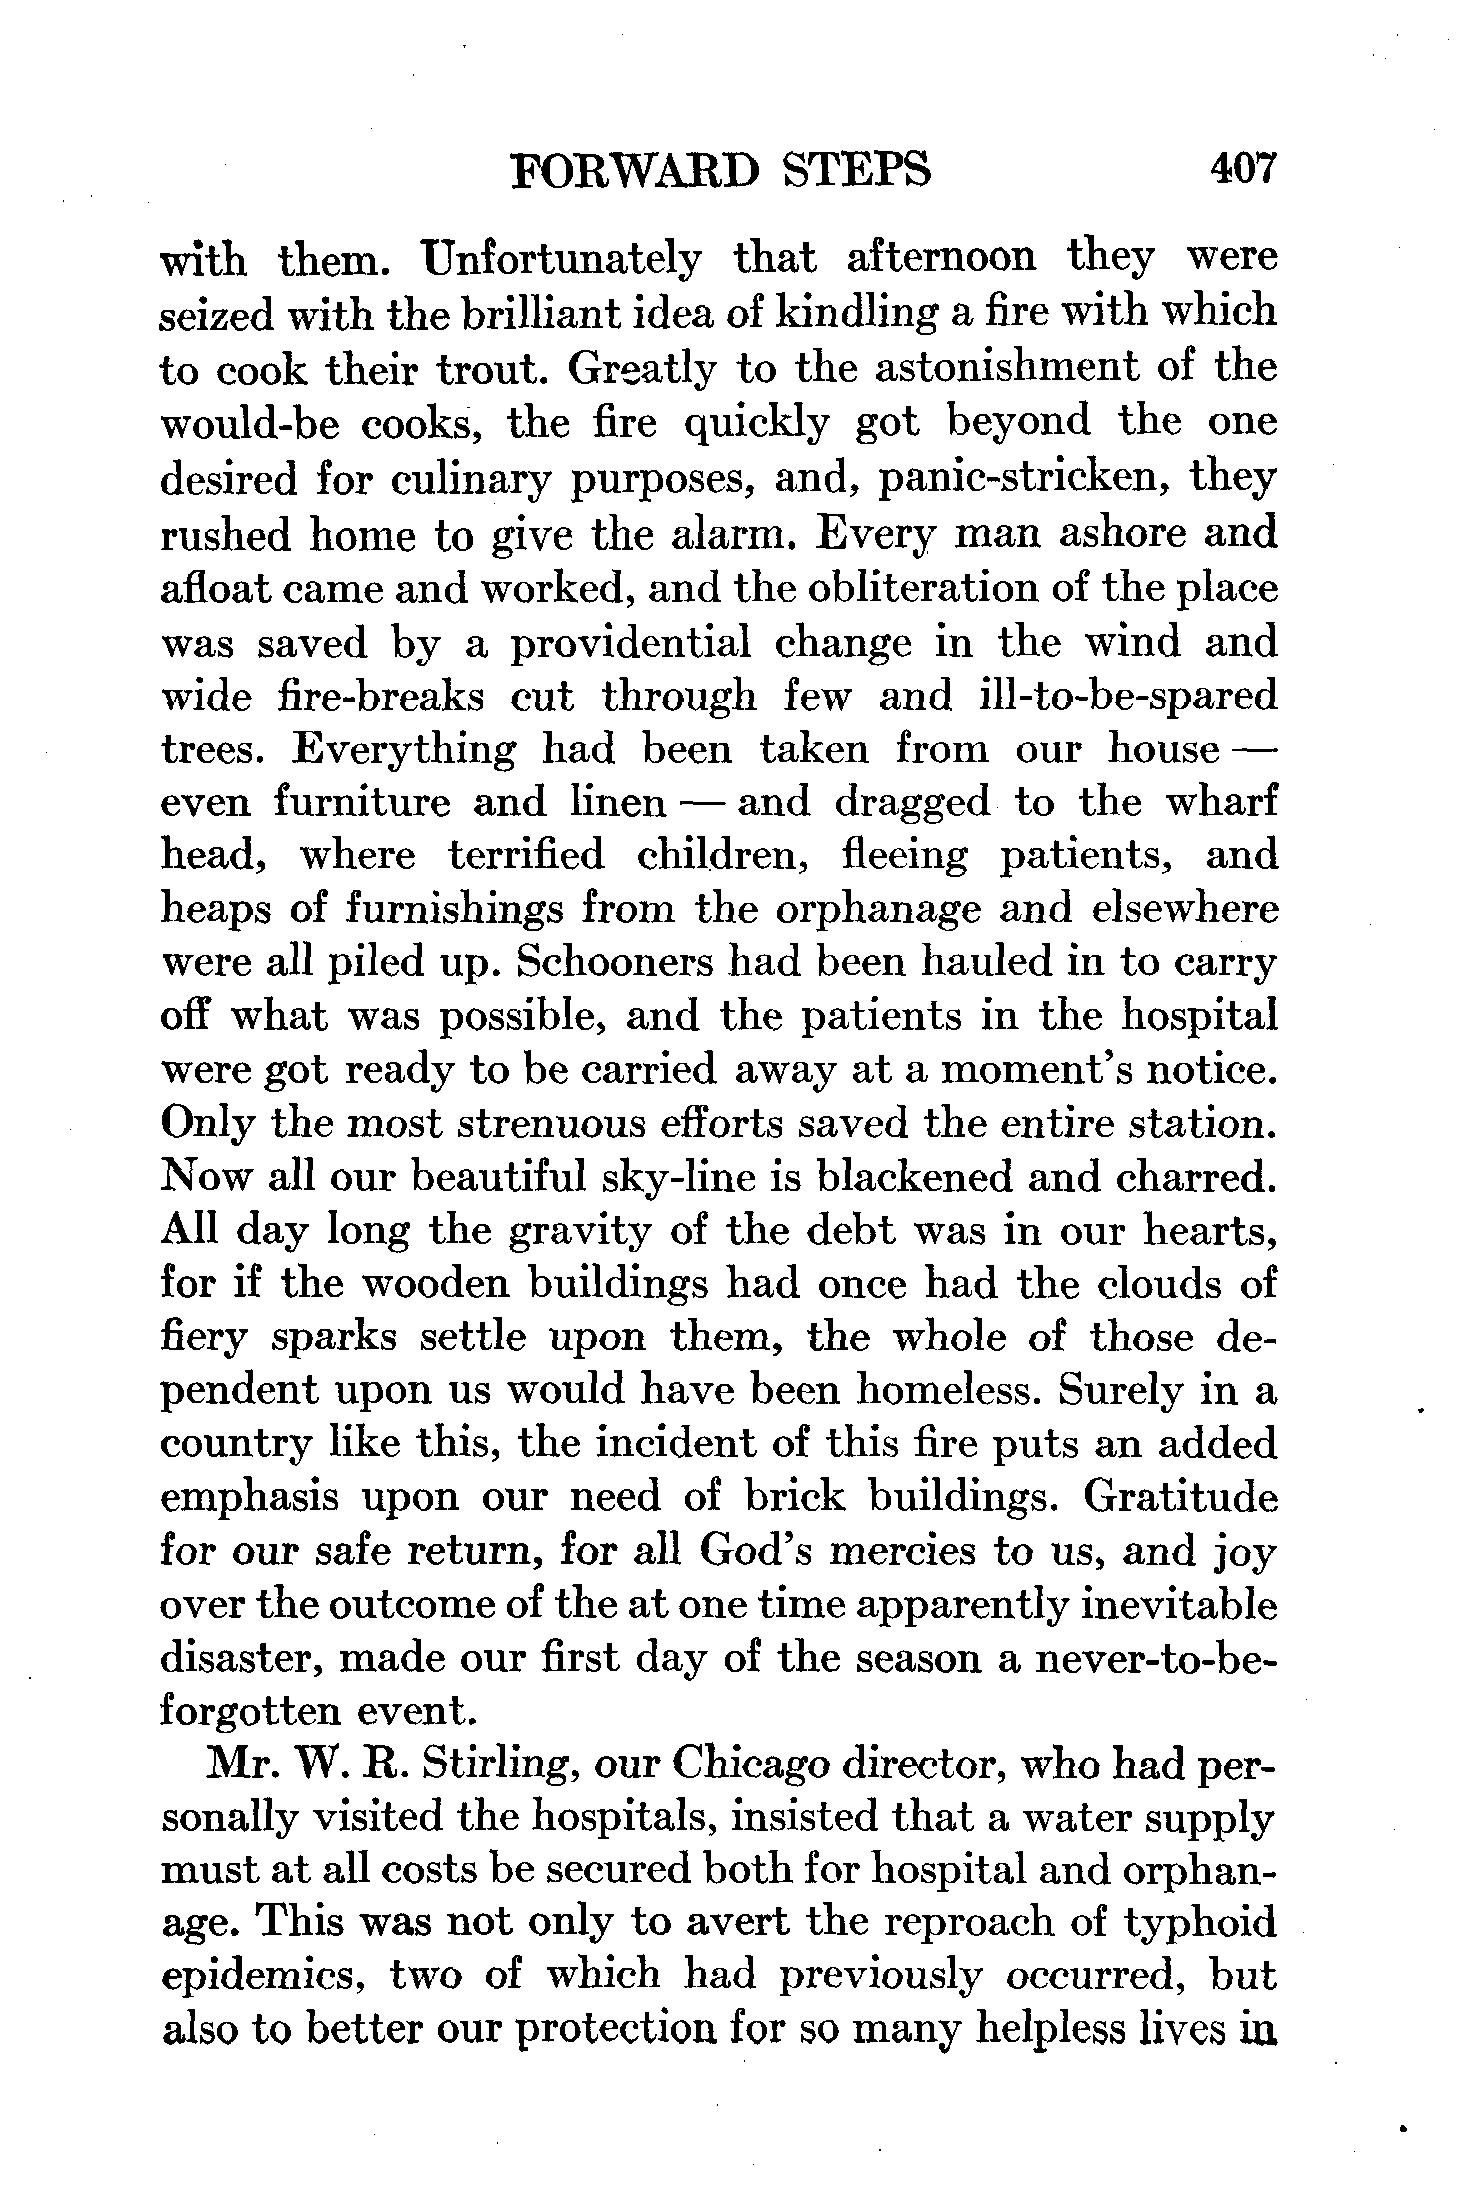 FORWARD STEPS 407
with them. Unfortunately that afternoon they were
seized with the brilliant idea of kindling a fire with which
to cook their trout. Greatly to the astonishment of the
would-be cooks, the fire quickly got beyond the one
desired for culinary purposes, and, panic-stricken, they
rushed home to give the alarm. Every man ashore and
afloat came and worked, and the obliteration of the place
was saved by a providential change in the wind and
wide fire-breaks cut through few and ill-to-be-spared
trees. Everything had been taken from our house —
even furniture and linen — and dragged to the wharf
head, where terrified children, fleeing patients, and
heaps of furnishings from the orphanage and elsewhere
were all piled up. Schooners had been hauled in to carry
off what was possible, and the patients in the hospital
were got ready to be carried away at a moment's notice.
Only the most strenuous efforts saved the entire station.
Now all our beautiful sky-line is blackened and charred.
All day long the gravity of the debt was in our hearts,
for if the wooden buildings had once had the clouds of
fiery sparks settle upon them, the whole of those de-
pendent upon us would have been homeless. Surely in a
country like this, the incident of this fire puts an added
emphasis upon our need of brick buildings. Gratitude
for our safe return, for all God's mercies to us, and joy
over the outcome of the at one time apparently inevitable
disaster, made our first day of the season a never-to-be-
forgotten event.
Mr. W. R. Stirling, our Chicago director, who had per-
sonally visited the hospitals, insisted that a water supply
must at all costs be secured both for hospital and orphan-
age. This was not only to avert the reproach of typhoid
epidemics, two of which had previously occurred, but
also to better our protection for so many helpless lives in